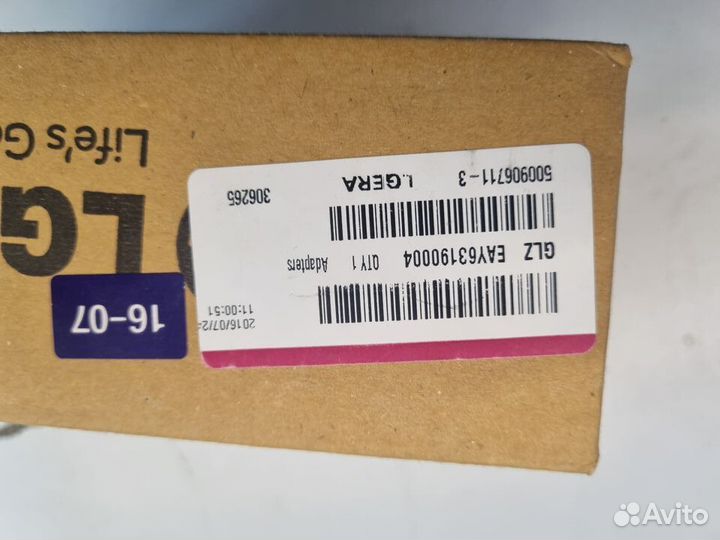 2016/07/2
11:00:51
GLZ EAY63190004 QTY 1 Adapters
500906711-3 LGERA 306265
16-07
LG
Life's G
Avito